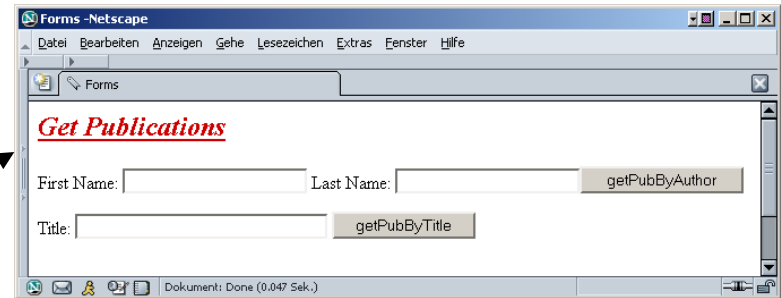 Forms -Netscape
Datei Bearbeiten Anzeigen Gehe Lesezeichen Extras Fenster Hilfe
Forms
Get Publications
First Name: Last Name: getPubByAuthor
Title: getPubByTitle
Dokument: Done (0.047 Sek.)